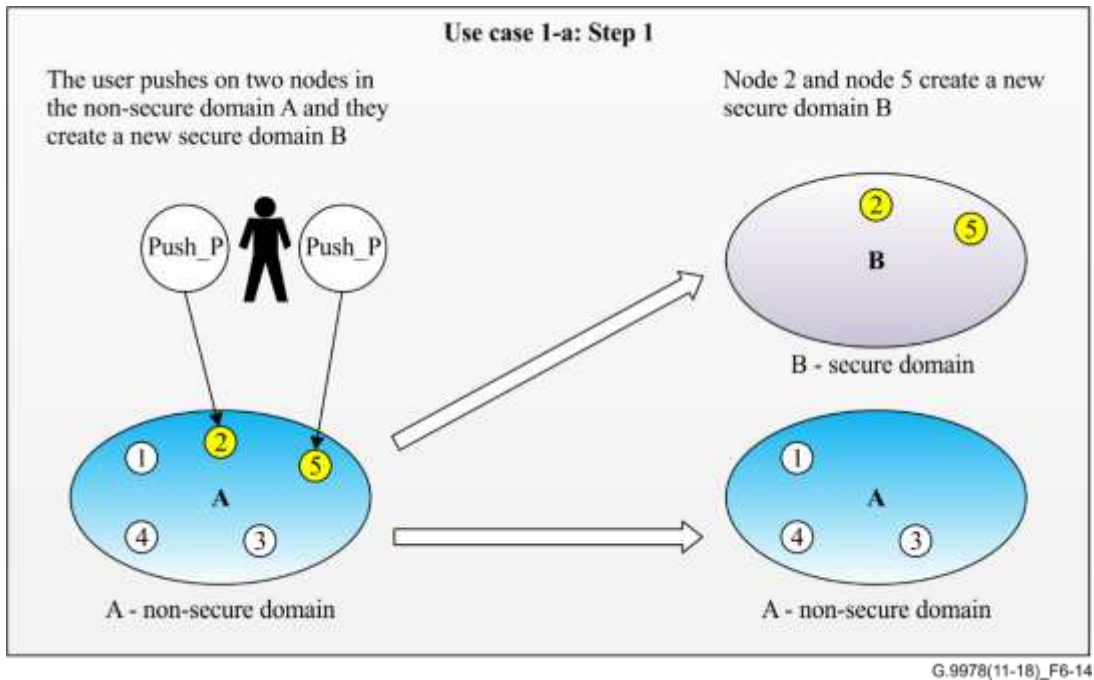 Use case 1-a: Step 1
The user pushes on two nodes in
the non-secure domain A and they
create a new secure domain B
Node 2 and node 5 create a new
secure domain B
Push_P
Push_P
2
5
B
B - secure domain
1
2
5
A
4
3
A - non-secure domain
1
A
4
3
A - non-secure domain
G.9978(11-18)_F6-14